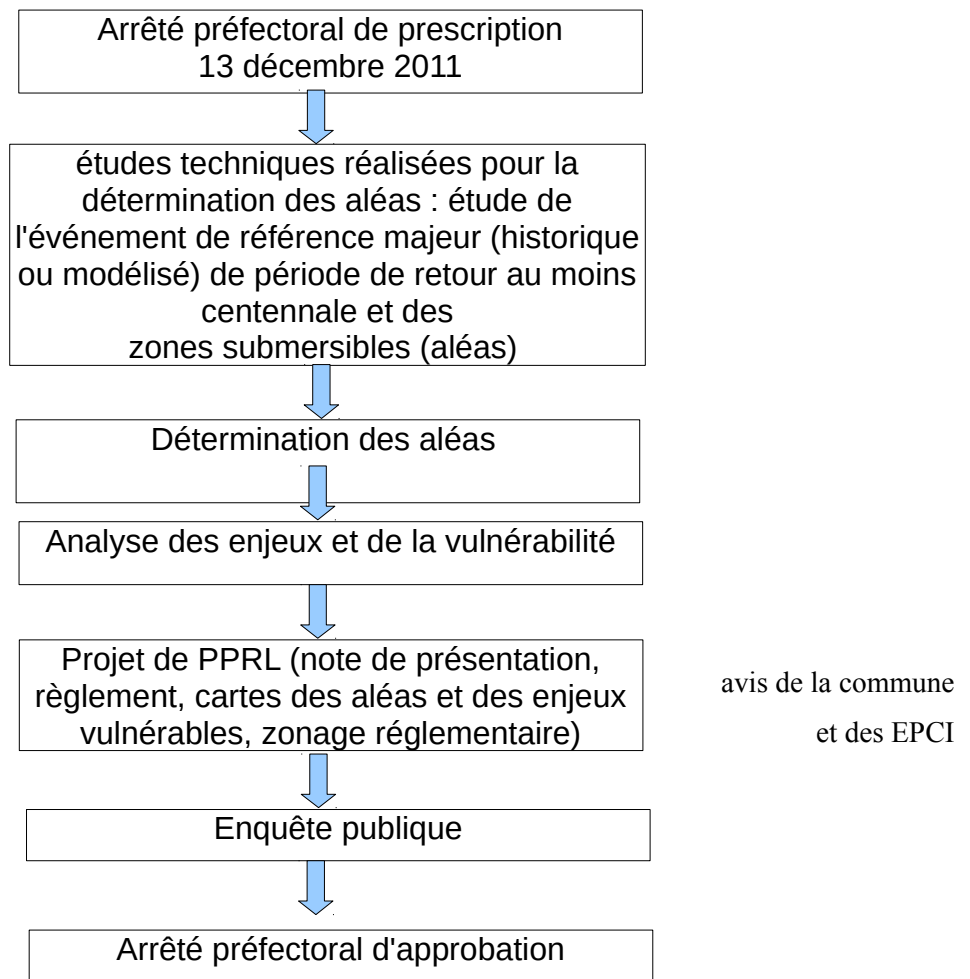 Arrêté préfectoral de prescription
13 décembre 2011
études techniques réalisées pour la
détermination des aléas : étude de
l'événement de référence majeur (historique
ou modélisé) de période de retour au moins
centennale et des
zones submersibles (aléas)
Détermination des aléas
Analyse des enjeux et de la vulnérabilité
Projet de PPRL (note de présentation,
règlement, cartes des aléas et des enjeux
vulnérables, zonage réglementaire)
avis de la commune
et des EPCI
Enquête publique
Arrêté préfectoral d'approbation